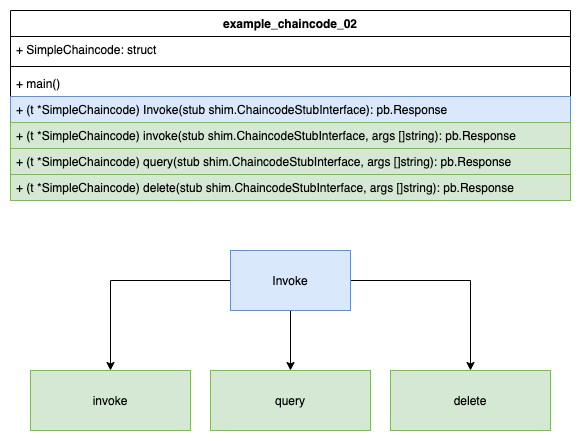 example_chaincode_02
+ SimpleChaincode: struct
+ main()
+ (t *SimpleChaincode) Invoke(stub shim.ChaincodeStubInterface): pb.Response
+ (t *SimpleChaincode) invoke(stub shim.ChaincodeStubInterface, args []string): pb.Response
+ (t *SimpleChaincode) query(stub shim.ChaincodeStubInterface, args []string): pb.Response
+ (t *SimpleChaincode) delete(stub shim.ChaincodeStubInterface, args []string): pb.Response
Invoke
invoke
query
delete